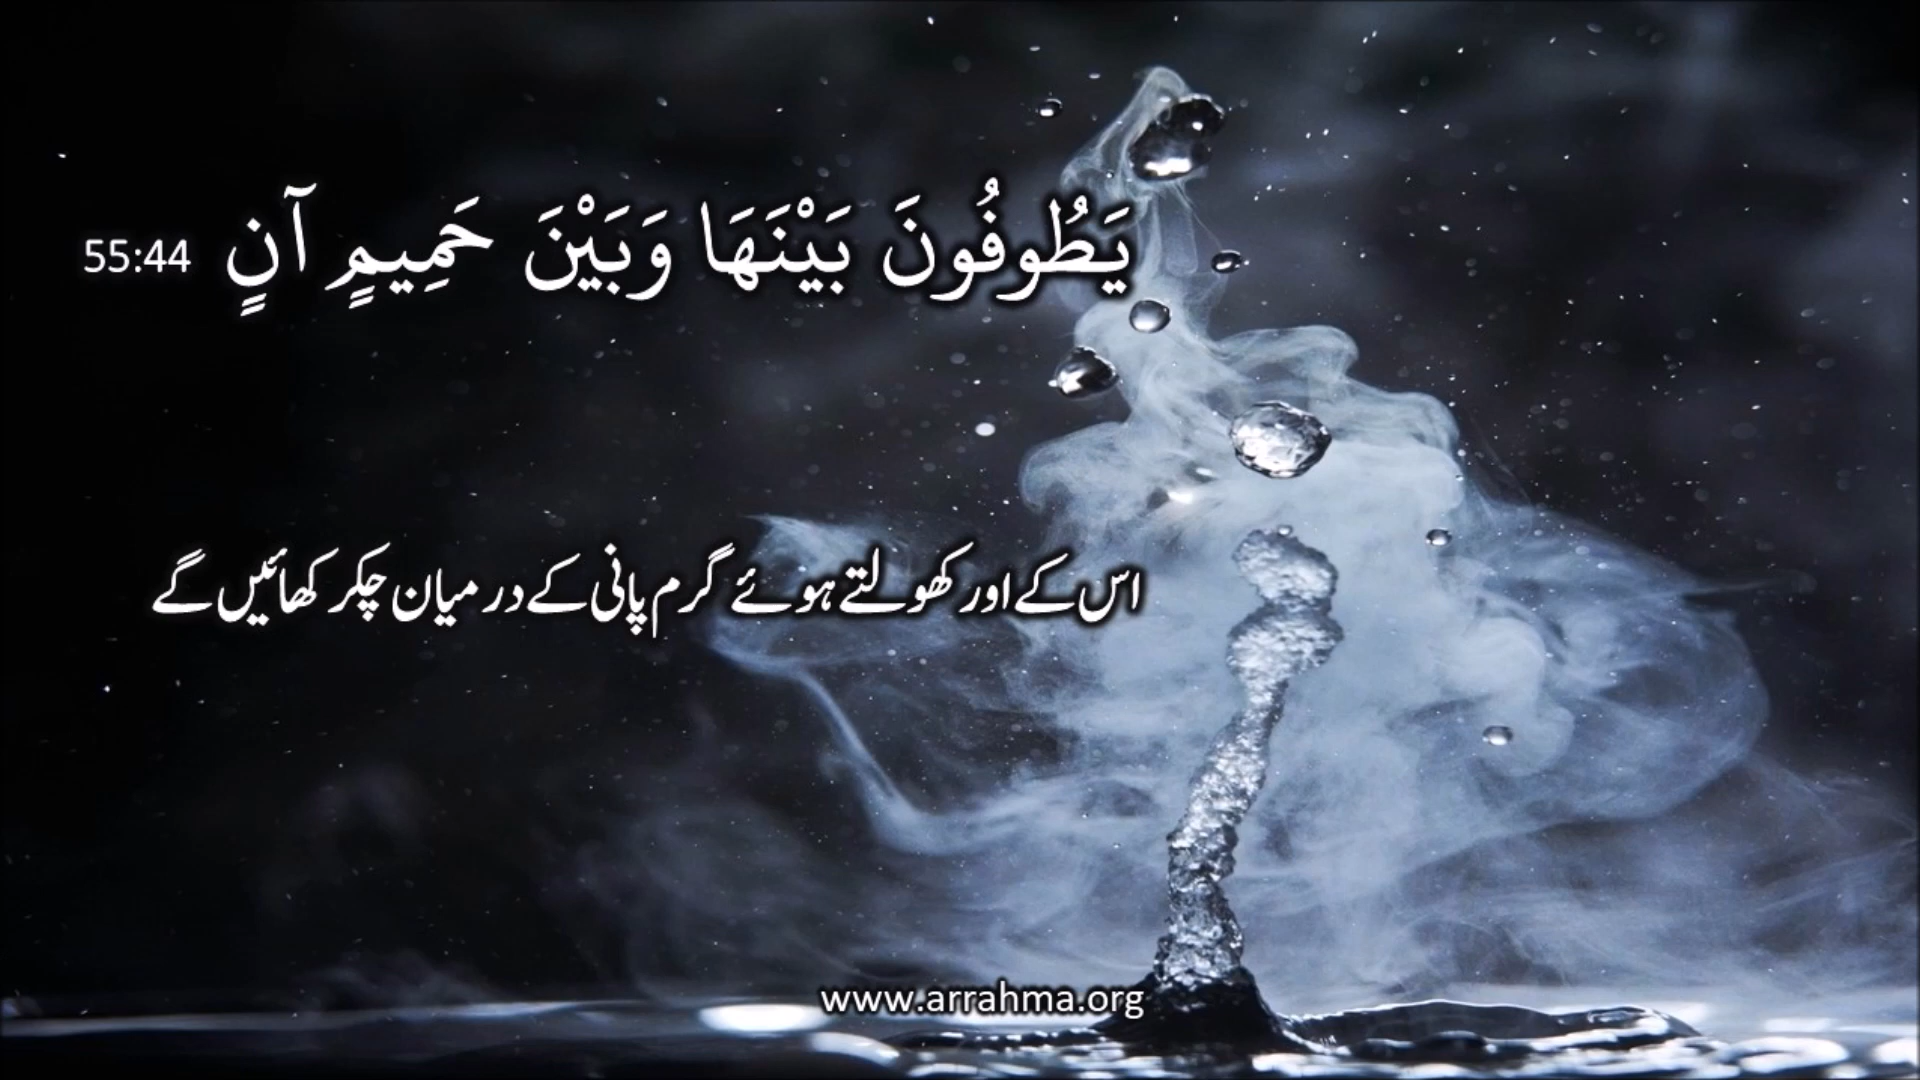 يَطُوفُونَ بَيْنَهَا وَبَيْنَ حَمِيمٍ آنٍ 55:44
اس کے اور کھولتے ہوئے گرم پانی کے درمیان چکر کھائیں گے
www.arrahma.org